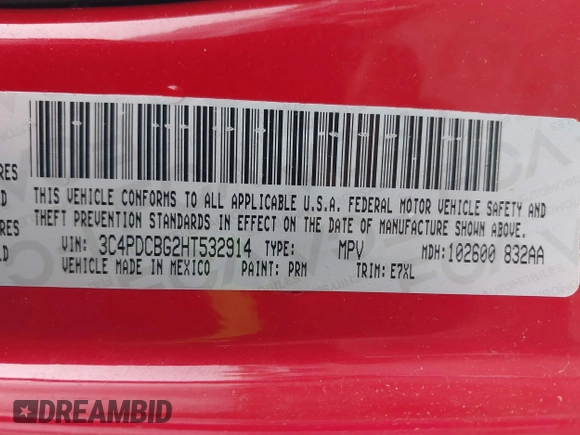 RES
THIS VEHICLE CONFORMS TO ALL APPLICABLE U.S.A. FEDERAL MOTOR VEHICLE SAFETY AND
THEFT PREVENTION STANDARDS IN EFFECT ON THE DATE OF MANUFACTURE SHOWN ABOVE.
VIN: 3C4PDCBG2HT532914 TYPE: MPV MDH: 102600 832AA
VEHICLE MADE IN MEXICO PAINT: PRM TRIM: E7XL
RES
DREAMBID